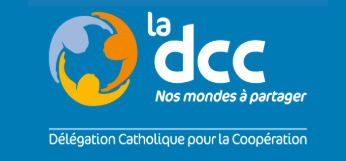 la
dcc
Nos mondes à partager
Délégation Catholique pour la Coopération